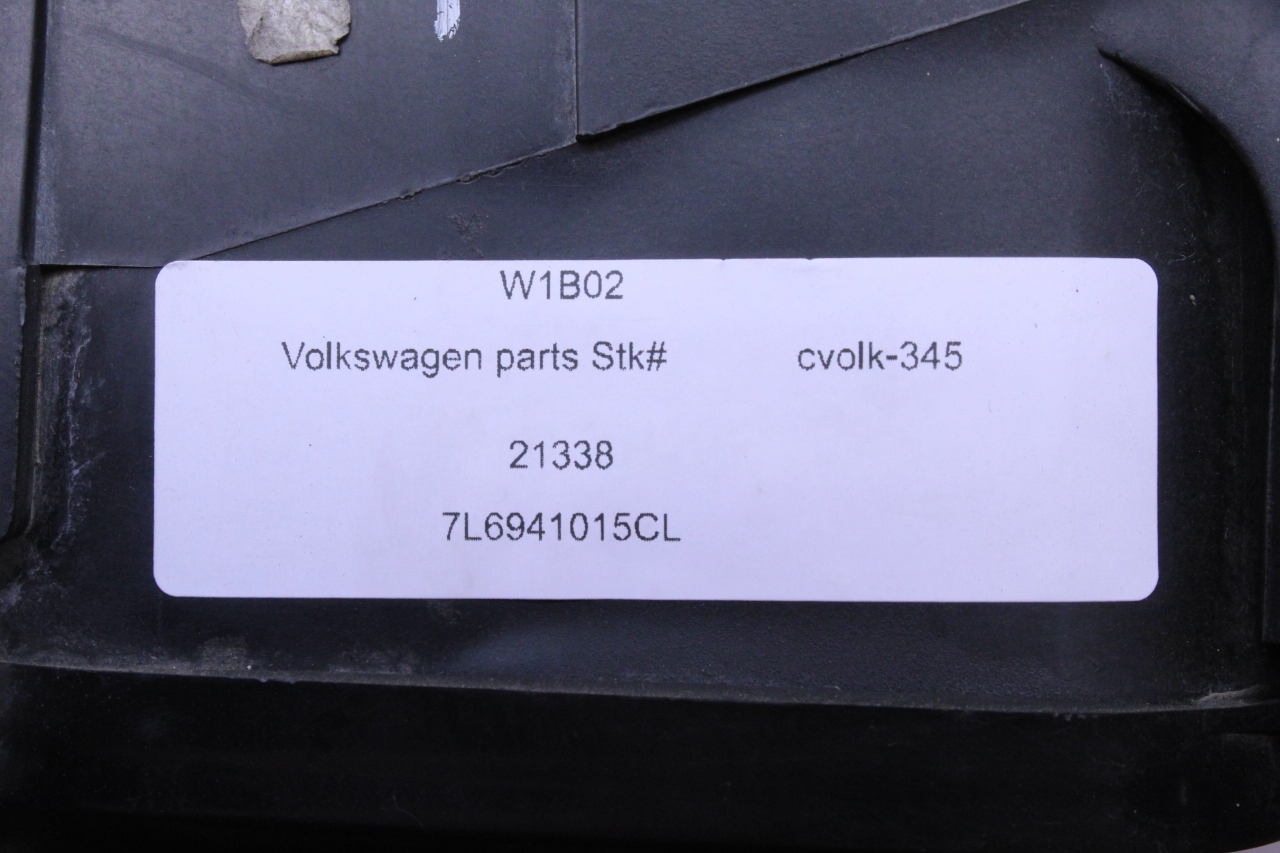 W1B02
Volkswagen parts Stk# cvolk-345
21338
7L6941015CL